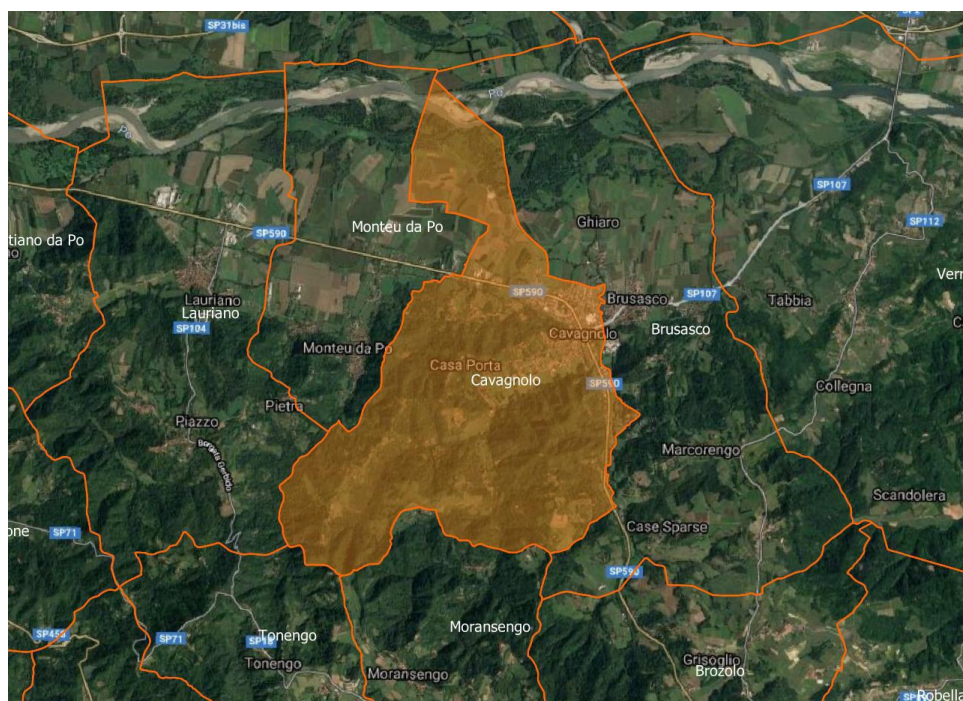 SP31bis
Po
Po
SP107
SP112
Ghiaro
Monteu da Po
SP590
tiano da Po
Lauriano
Lauriano
SP104
SP590
Brusasco
SP107
Tabbia
Brusasco
Cavagnolo
Monteu da Po
Casa Porta
Cavagnolo
SP590
Collegna
Pietra
Piazzo
Borgata Gerbido
Marcorengo
Scandolera
Case Sparse
one
SP71
SP590
Moransengo
SP458
SP71
Tonengo
Tonengo
Moransengo
Grisoglio
Brozolo
Robella